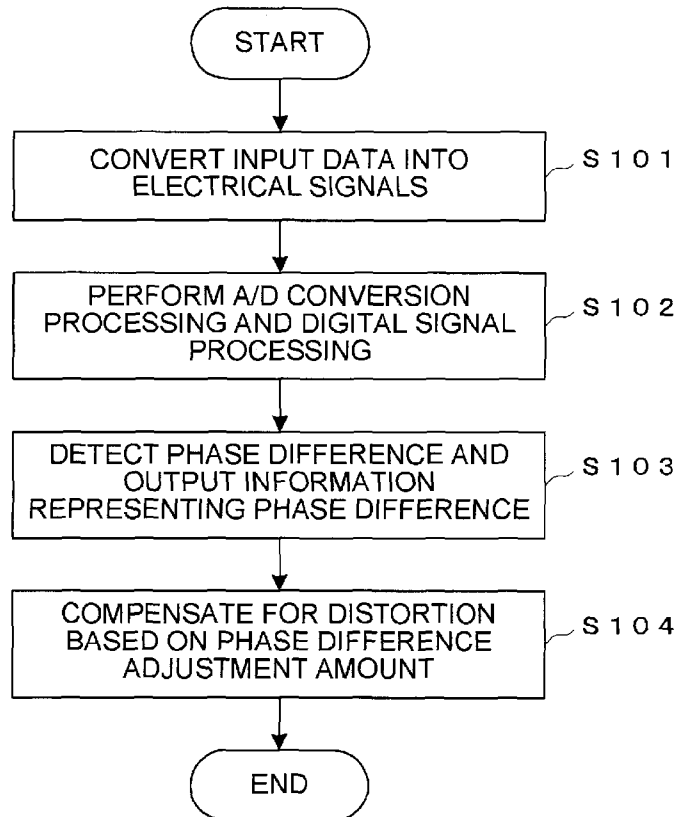 START
CONVERT INPUT DATA INTO
ELECTRICAL SIGNALS
S101
PERFORM A/D CONVERSION
PROCESSING AND DIGITAL SIGNAL
PROCESSING
S102
DETECT PHASE DIFFERENCE AND
OUTPUT INFORMATION
REPRESENTING PHASE DIFFERENCE
S103
COMPENSATE FOR DISTORTION
BASED ON PHASE DIFFERENCE
ADJUSTMENT AMOUNT
S104
END